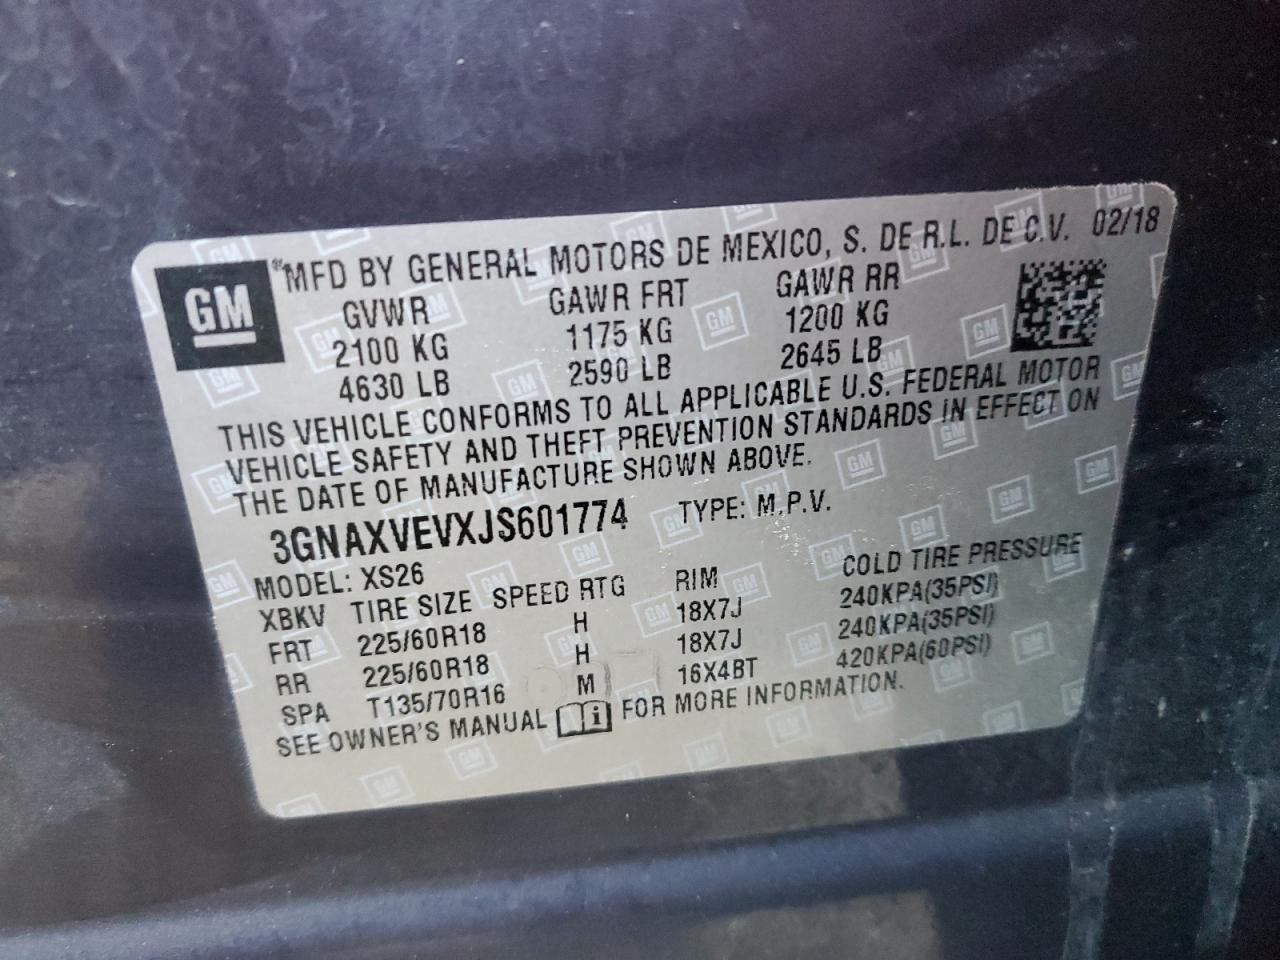 GM
®MFD BY GENERAL MOTORS DE MEXICO, S. DE R.L. DE C.V. 02/18
GVWR GAWR FRT GAWR RR
2100 KG 1175 KG 1200 KG
4630 LB 2590 LB 2645 LB
THIS VEHICLE CONFORMS TO ALL APPLICABLE U.S. FEDERAL MOTOR
VEHICLE SAFETY AND THEFT PREVENTION STANDARDS IN EFFECT ON
THE DATE OF MANUFACTURE SHOWN ABOVE.
3GNAXVEVXJS601774 TYPE: M.P.V.
MODEL: XS26
XBKV TIRE SIZE SPEED RTG RIM COLD TIRE PRESSURE
FRT 225/60R18 H 18X7J 240KPA(35PSI)
RR 225/60R18 H 18X7J 240KPA(35PSI)
SPA T135/70R16 M 16X4BT 420KPA(60PSI)
SEE OWNER'S MANUAL i FOR MORE INFORMATION.